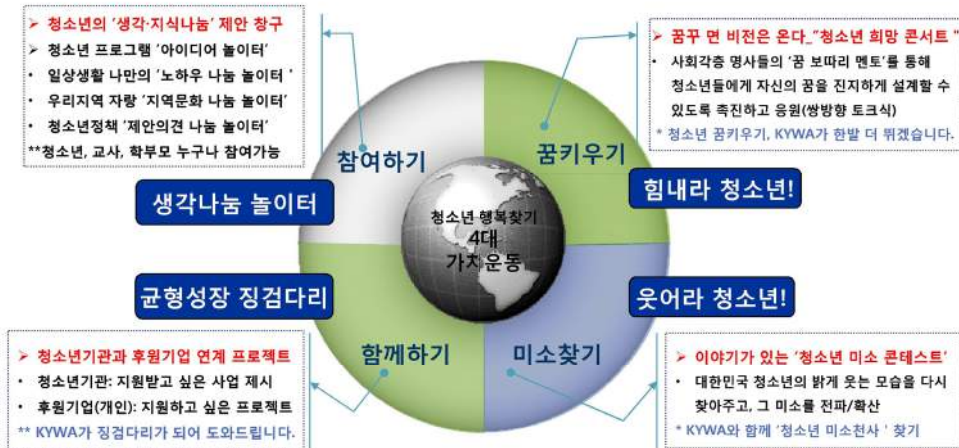 ➢ 청소년의 '생각·지식나눔' 제안 창구
➢ 청소년 프로그램 '아이디어 놀이터'
• 일상생활 나만의 '노하우 나눔 놀이터 '
• 우리지역 자랑 '지역문화 나눔 놀이터'
• 청소년정책 '제안의견 나눔 놀이터'
**청소년, 교사, 학부모 누구나 참여가능
➢ 꿈꾸 면 비전은 온다_"청소년 희망 콘서트 "
• 사회각층 명사들의 '꿈 보따리 멘토'를 통해
청소년들에게 자신의 꿈을 진지하게 설계할 수
있도록 촉진하고 응원(쌍방향 토크식)
* 청소년 꿈키우기, KYWA가 한발 더 뛰겠습니다.
참여하기
꿈키우기
생각나눔 놀이터
힘내라 청소년!
청소년 행복찾기
4대
가치운동
균형성장 징검다리
웃어라 청소년!
함께하기
미소찾기
➢ 청소년기관과 후원기업 연계 프로젝트
• 청소년기관: 지원받고 싶은 사업 제시
• 후원기업(개인): 지원하고 싶은 프로젝트
** KYWA가 징검다리가 되어 도와드립니다.
➢ 이야기가 있는 '청소년 미소 콘테스트'
• 대한민국 청소년의 밝게 웃는 모습을 다시
찾아주고, 그 미소를 전파/확산
* KYWA와 함께 '청소년 미소천사 ' 찾기